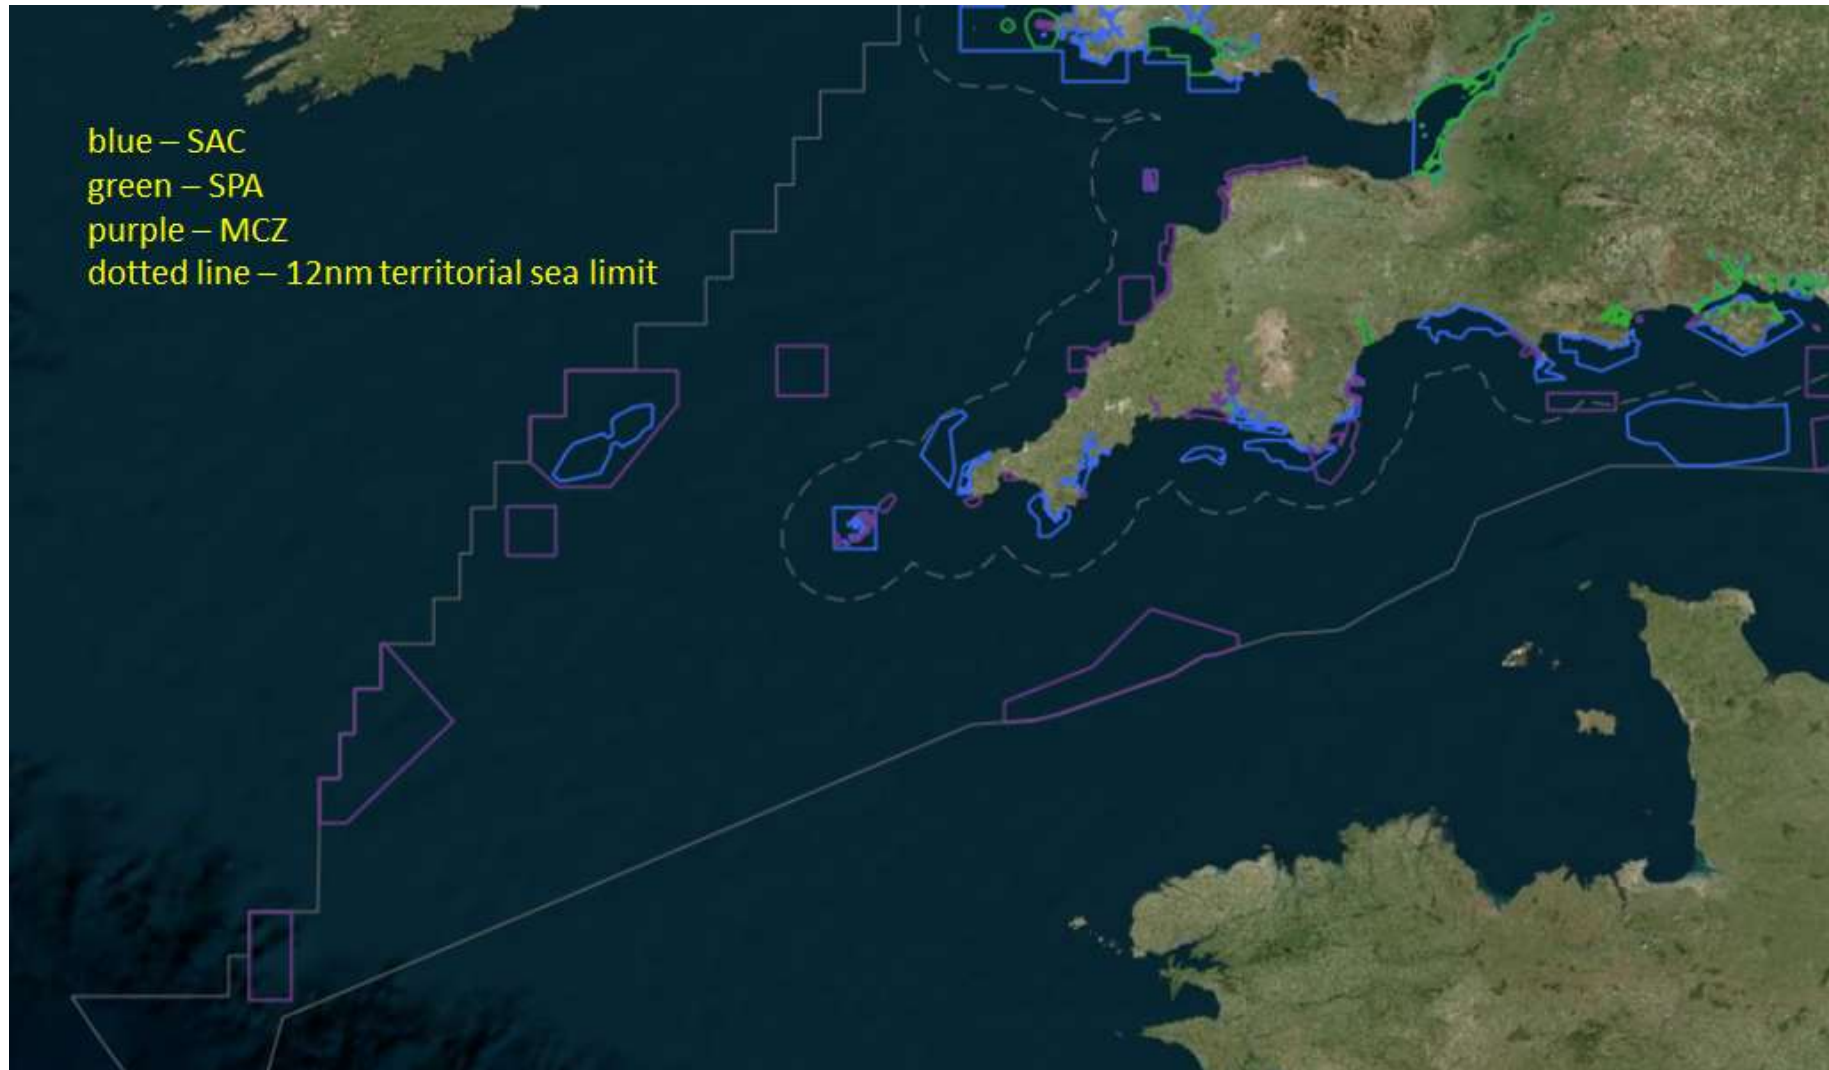 blue – SAC
green – SPA
purple – MCZ
dotted line – 12nm territorial sea limit